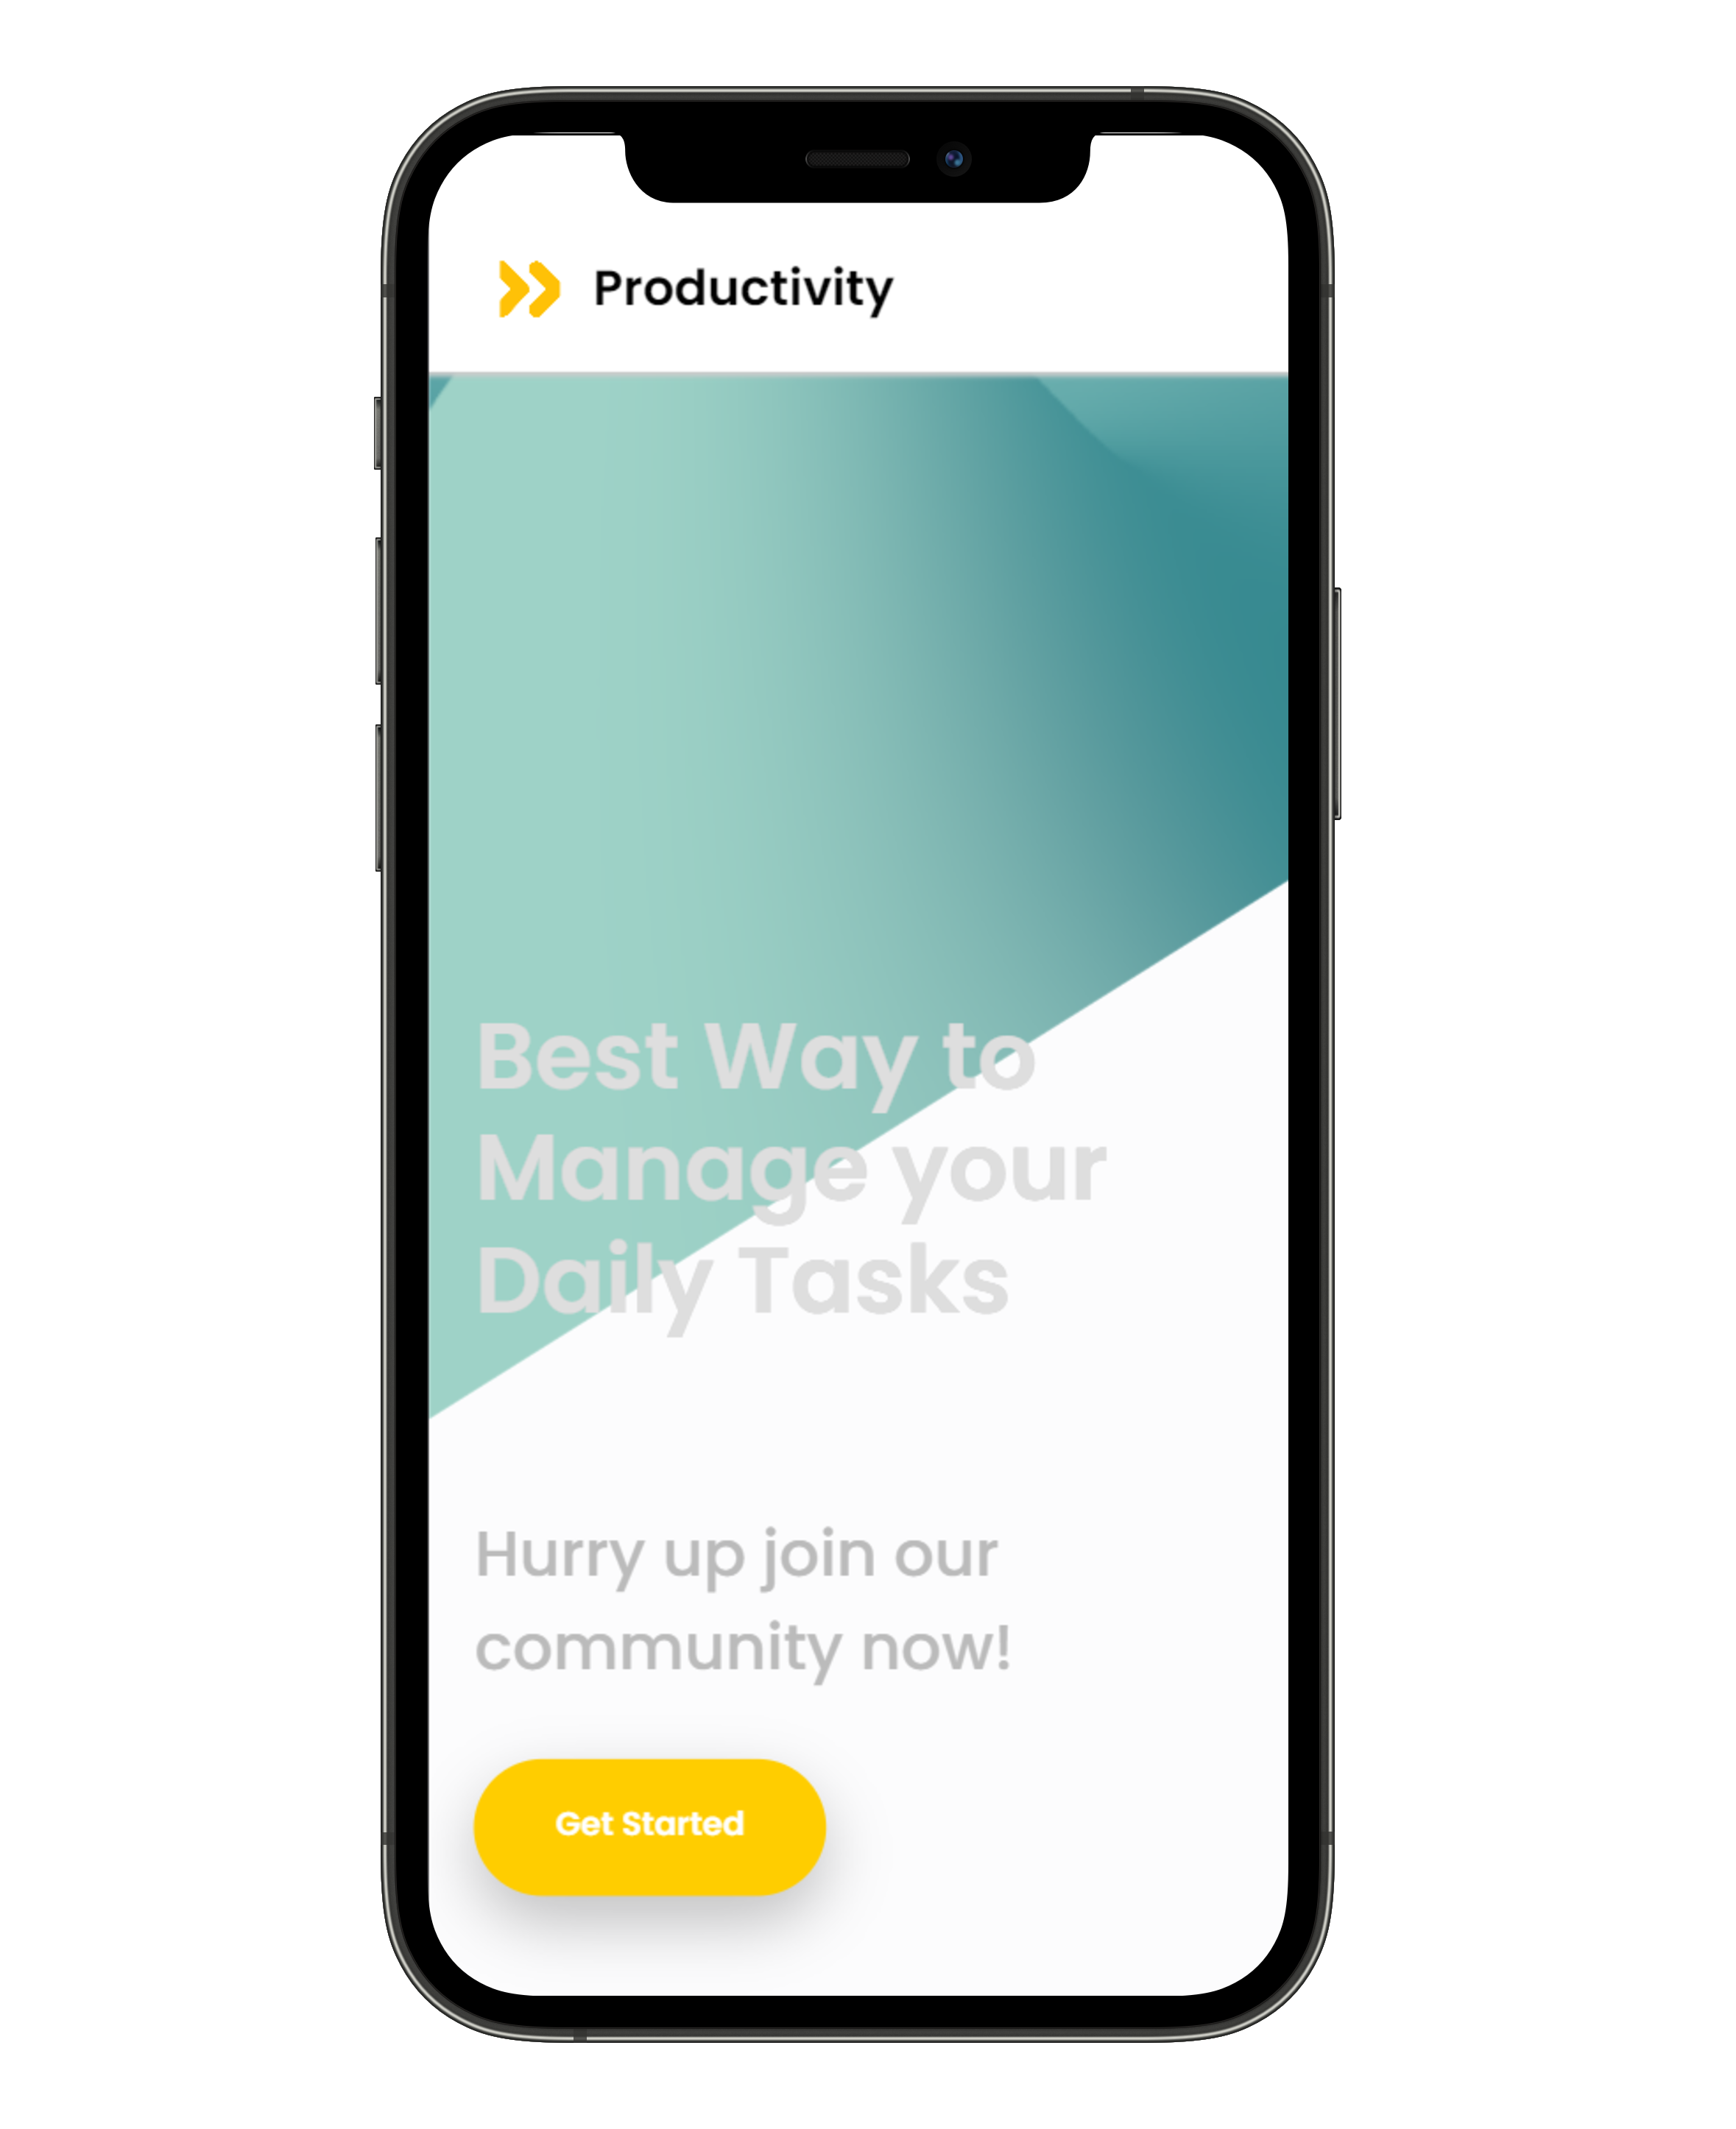 Productivity
Best Way to
Manage your
Daily Tasks
Hurry up join our
community now!
Get Started